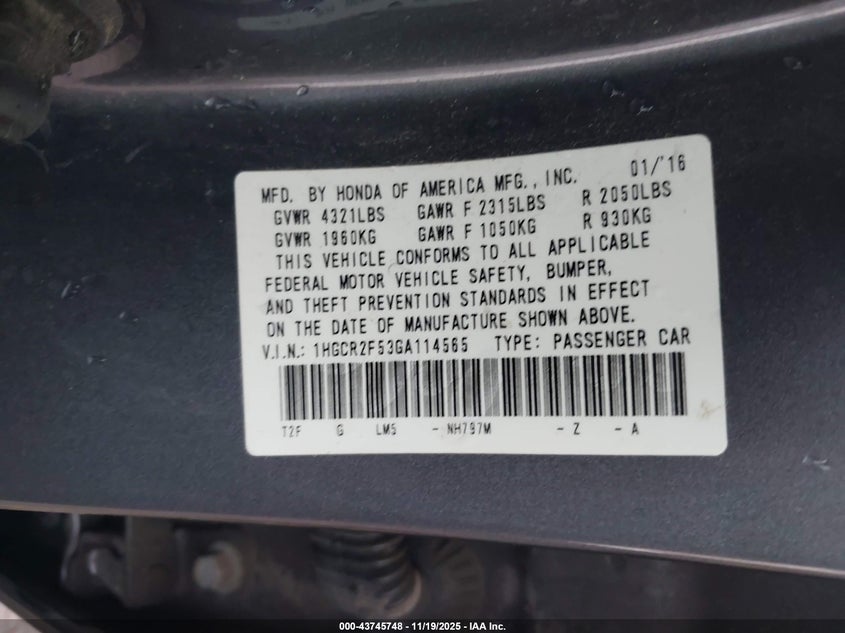 MFD. BY HONDA OF AMERICA MFG., INC. 01/'16
GVWR 4321LBS GAWR F 2315LBS R 2050LBS
GVWR 1960KG GAWR F 1050KG R 930KG
THIS VEHICLE CONFORMS TO ALL APPLICABLE
FEDERAL MOTOR VEHICLE SAFETY, BUMPER,
AND THEFT PREVENTION STANDARDS IN EFFECT
ON THE DATE OF MANUFACTURE SHOWN ABOVE.
V.I.N.: 1HGCR2F53GA114565 TYPE: PASSENGER CAR
T2F G LM5 - NH797M - Z - A
000-43745748 - 11/19/2025 - IAA Inc.